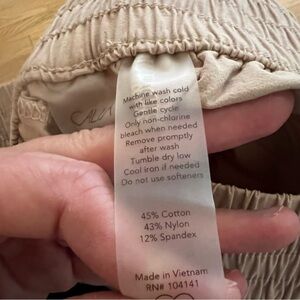 Machine wash cold
with like colors
Gentle cycle
Only non-chlorine
bleach when needed
Remove promptly
after wash
Tumble dry low
Cool iron if needed
Do not use softeners
45% Cotton
43% Nylon
12% Spandex
Made in Vietnam
RN# 104141